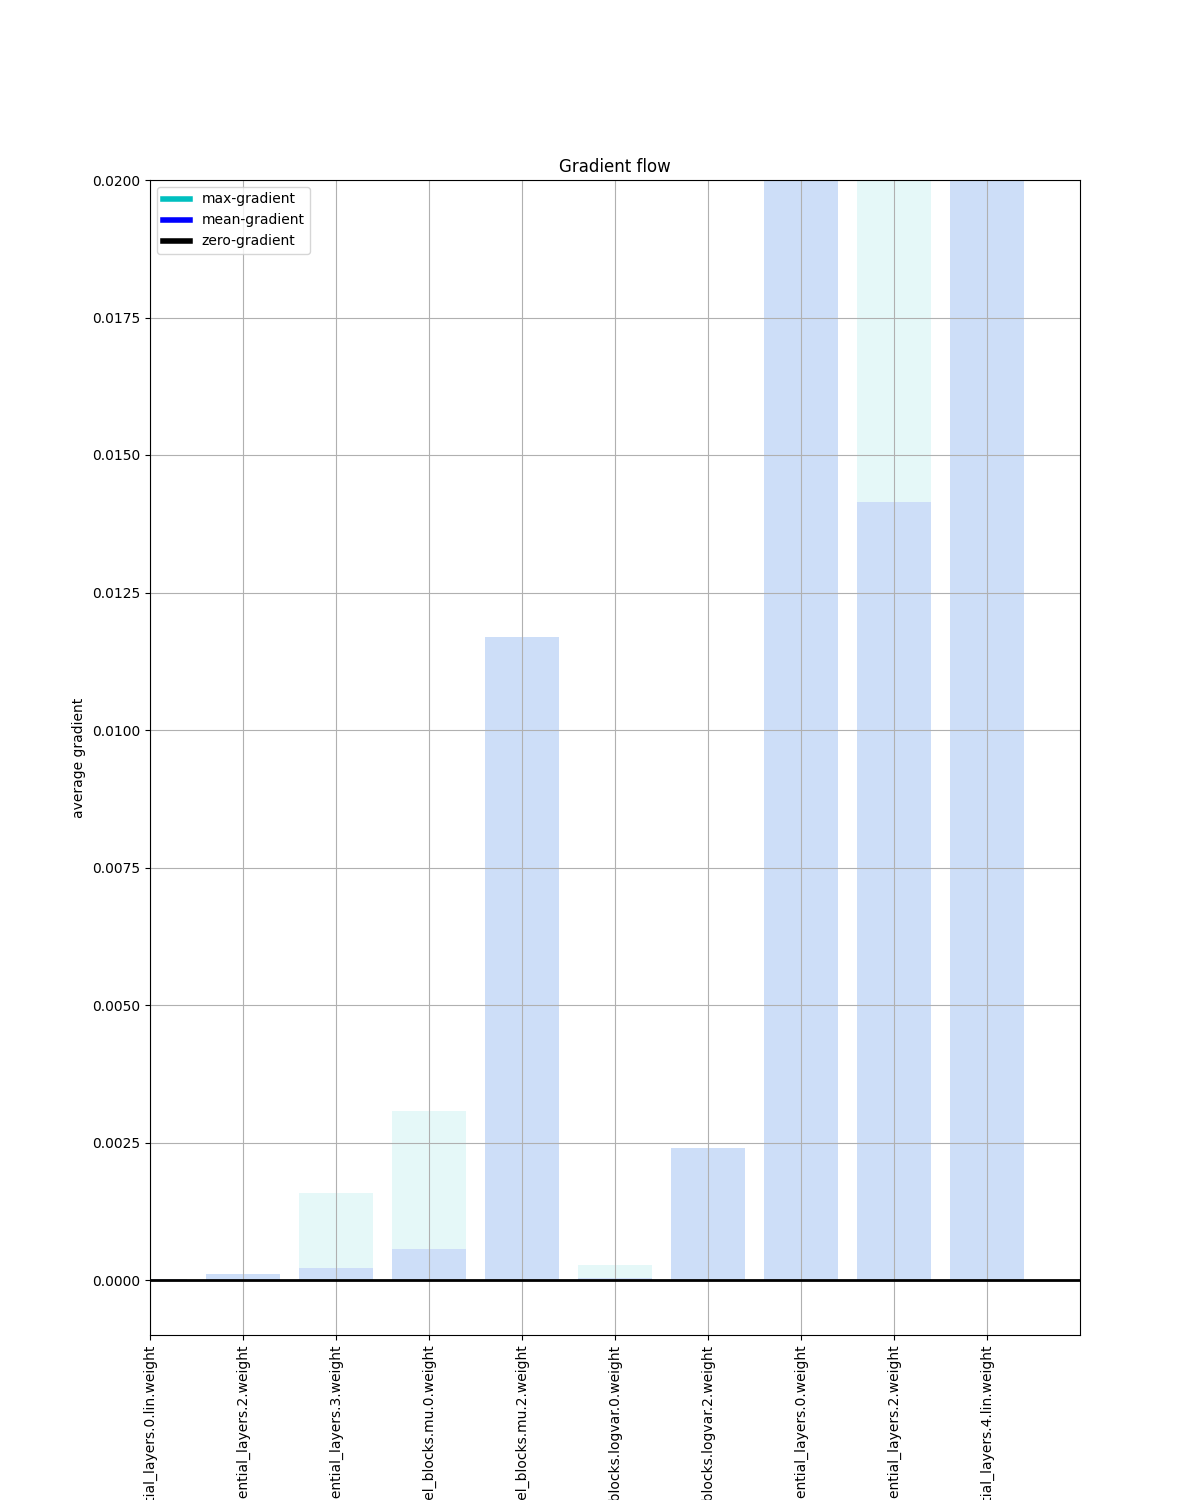 Gradient flow
max-gradient
mean-gradient
zero-gradient
0.0200
0.0175
0.0150
0.0125
0.0100
0.0075
0.0050
0.0025
0.0000
average gradient
tial_layers.0.lin.weight
ential_layers.2.weight
ential_layers.3.weight
el_blocks.mu.0.weight
el_blocks.mu.2.weight
blocks.logvar.0.weight
blocks.logvar.2.weight
ential_layers.0.weight
ential_layers.2.weight
tial_layers.4.lin.weight